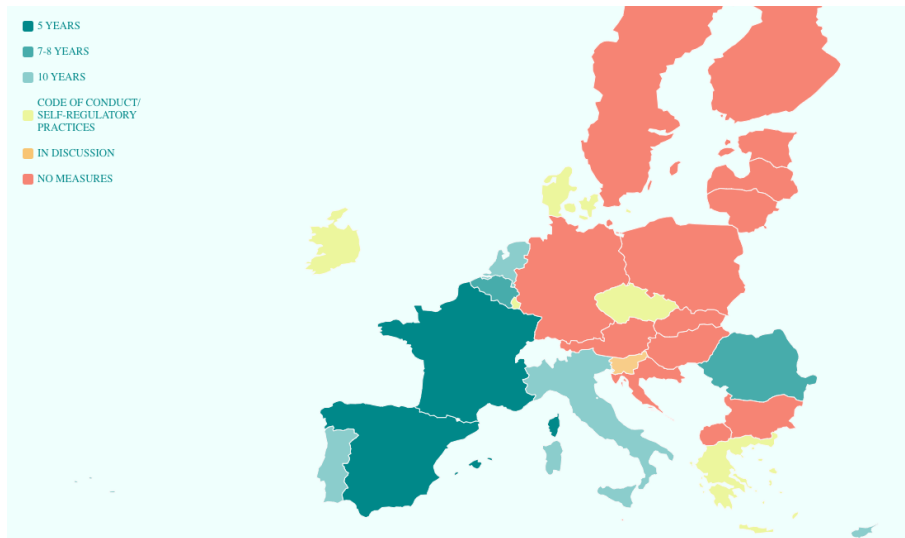 5 YEARS
7-8 YEARS
10 YEARS
CODE OF CONDUCT/
SELF-REGULATORY
PRACTICES
IN DISCUSSION
NO MEASURES